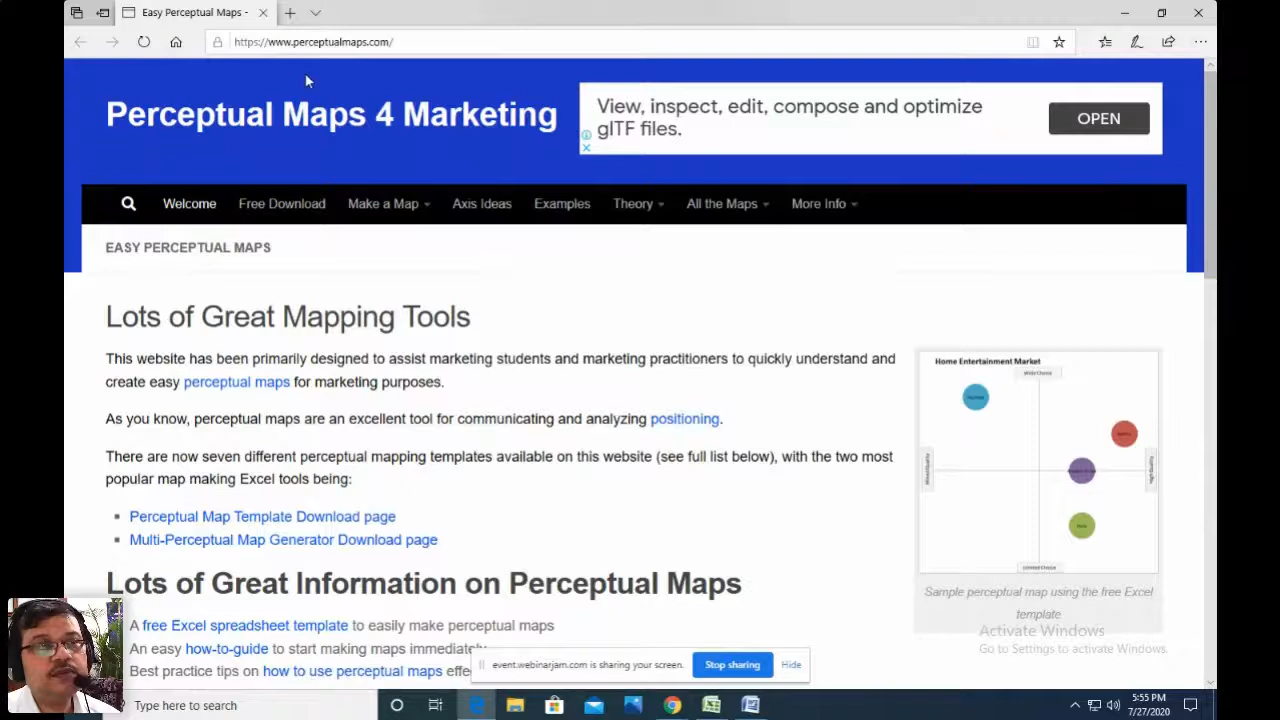 Easy Perceptual Maps -
https://www.perceptualmaps.com/
Perceptual Maps 4 Marketing
View, inspect, edit, compose and optimize
glTF files.
OPEN
Welcome Free Download Make a Map Axis Ideas Examples Theory All the Maps More Info
EASY PERCEPTUAL MAPS
Lots of Great Mapping Tools
This website has been primarily designed to assist marketing students and marketing practitioners to quickly understand and
create easy perceptual maps for marketing purposes.
As you know, perceptual maps are an excellent tool for communicating and analyzing positioning.
There are now seven different perceptual mapping templates available on this website (see full list below), with the two most
popular map making Excel tools being:
Perceptual Map Template Download page
Multi-Perceptual Map Generator Download page
Home Entertainment Market
Wide Choice
Limited Choice
Sample perceptual map using the free Excel
template
Lots of Great Information on Perceptual Maps
A free Excel spreadsheet template to easily make perceptual maps
An easy how-to-guide to start making maps immediately
Best practice tips on how to use perceptual maps effe
Activate Windows
Go to Settings to activate Windows.
event.webinarjam.com is sharing your screen.
Stop sharing
Hide
Type here to search
5:55 PM
7/27/2020